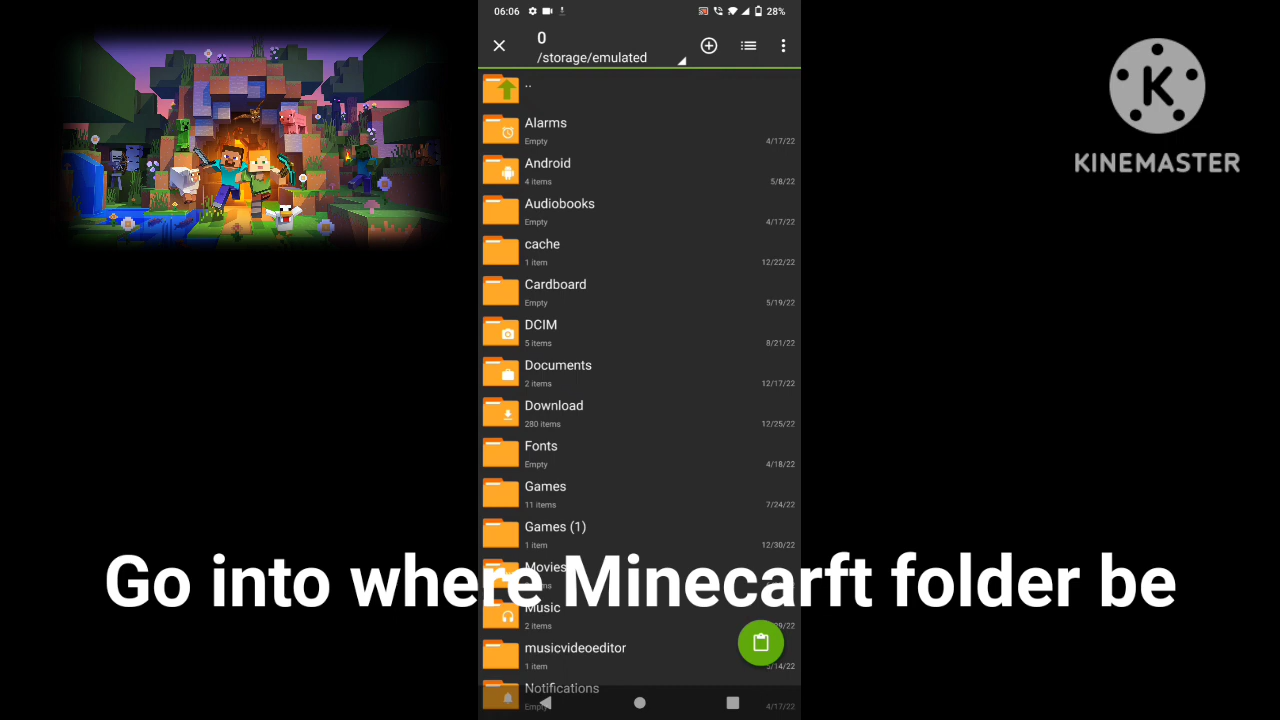 06:06
28%
0
/storage/emulated
..
Alarms
Empty
4/17/22
Android
4 items
5/8/22
Audiobooks
Empty
4/17/22
cache
1 item
12/22/22
Cardboard
Empty
5/19/22
DCIM
5 items
8/21/22
Documents
2 items
12/17/22
Download
280 items
12/25/22
Fonts
Empty
4/18/22
Games
11 items
7/24/22
Games (1)
1 item
12/30/22
Movies
Go into where Minecarft folder be
Music
2 items
musicvideoeditor
1 item
Notifications
Empty
4/17/22
K
KINEMASTER